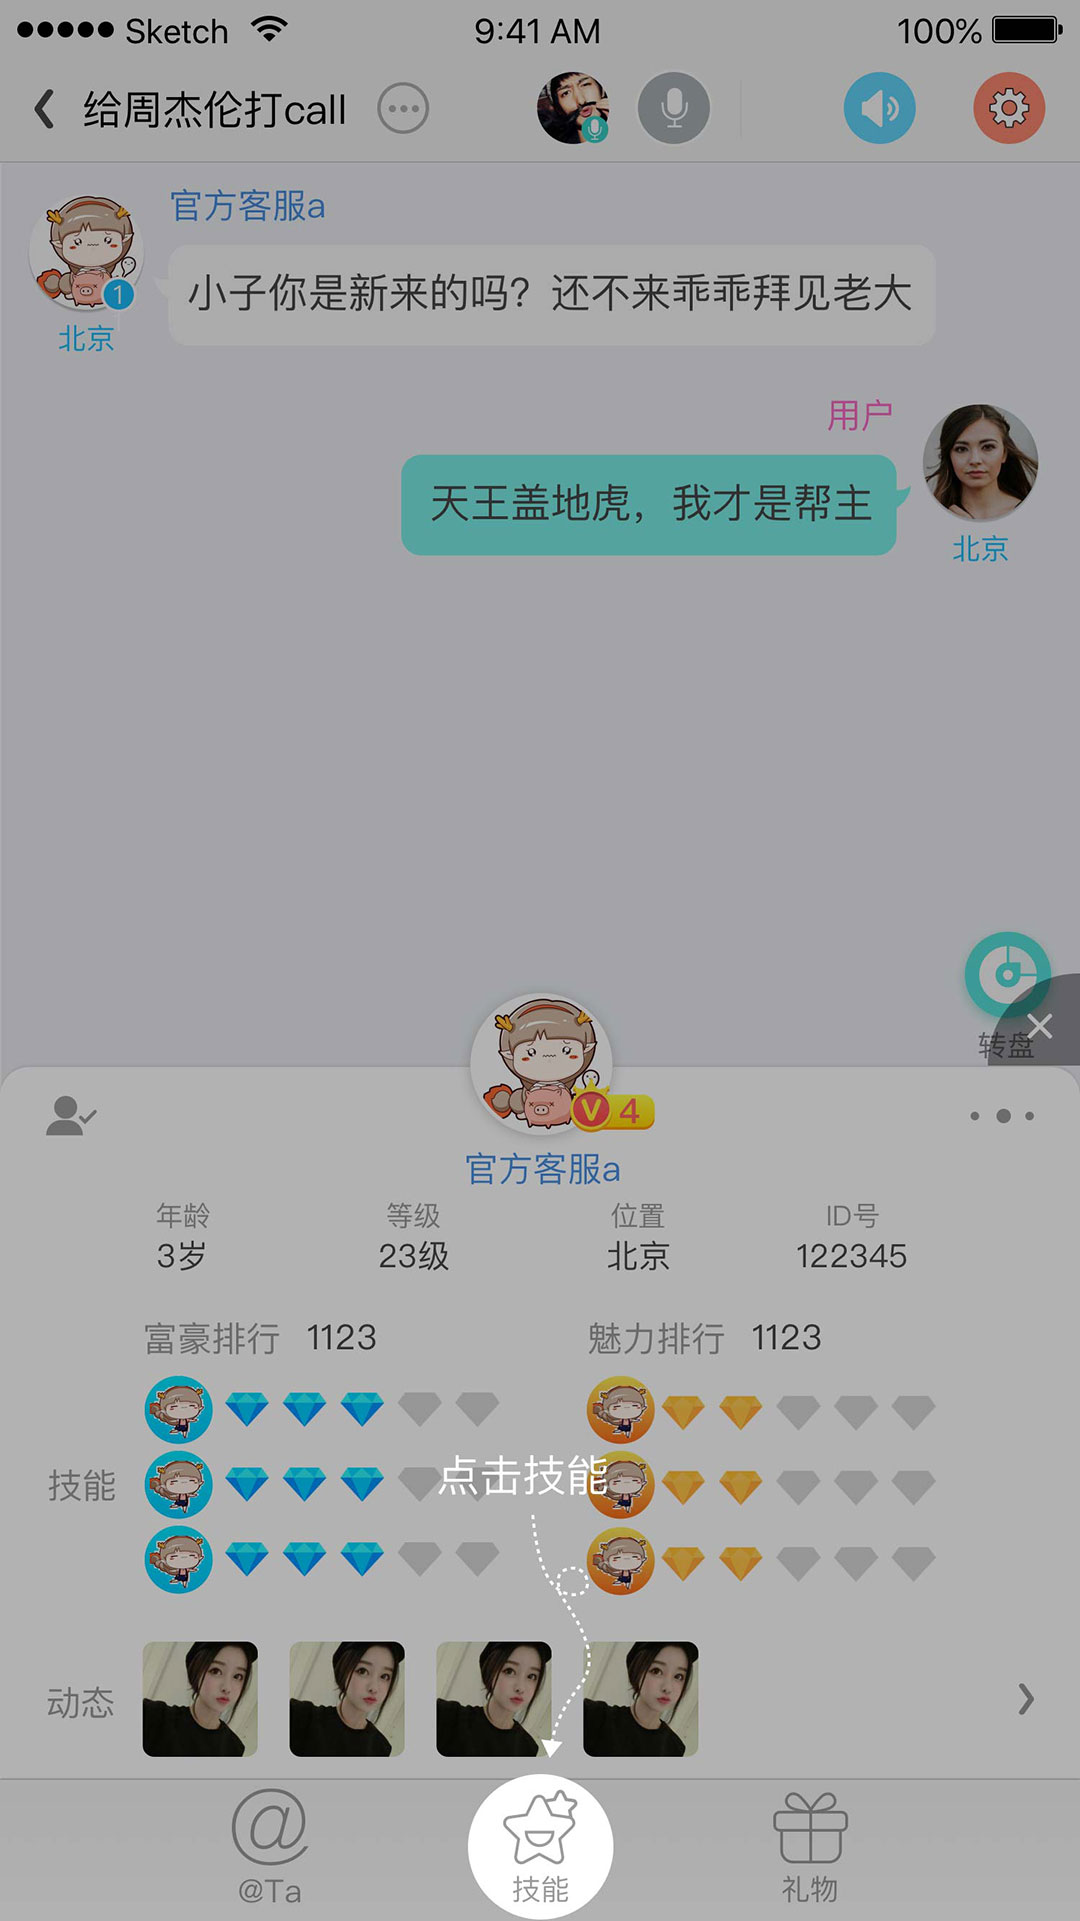 Sketch 9:41 AM 100%
给周杰伦打call
官方客服a
小子你是新来的吗？还不来乖乖拜见老大
1
北京
用户
天王盖地虎，我才是帮主
北京
转盘
V 4
官方客服a
年龄 等级 位置 ID号
3岁 23级 北京 122345
富豪排行 1123 魅力排行 1123
点击技能
技能
动态
@Ta 技能 礼物